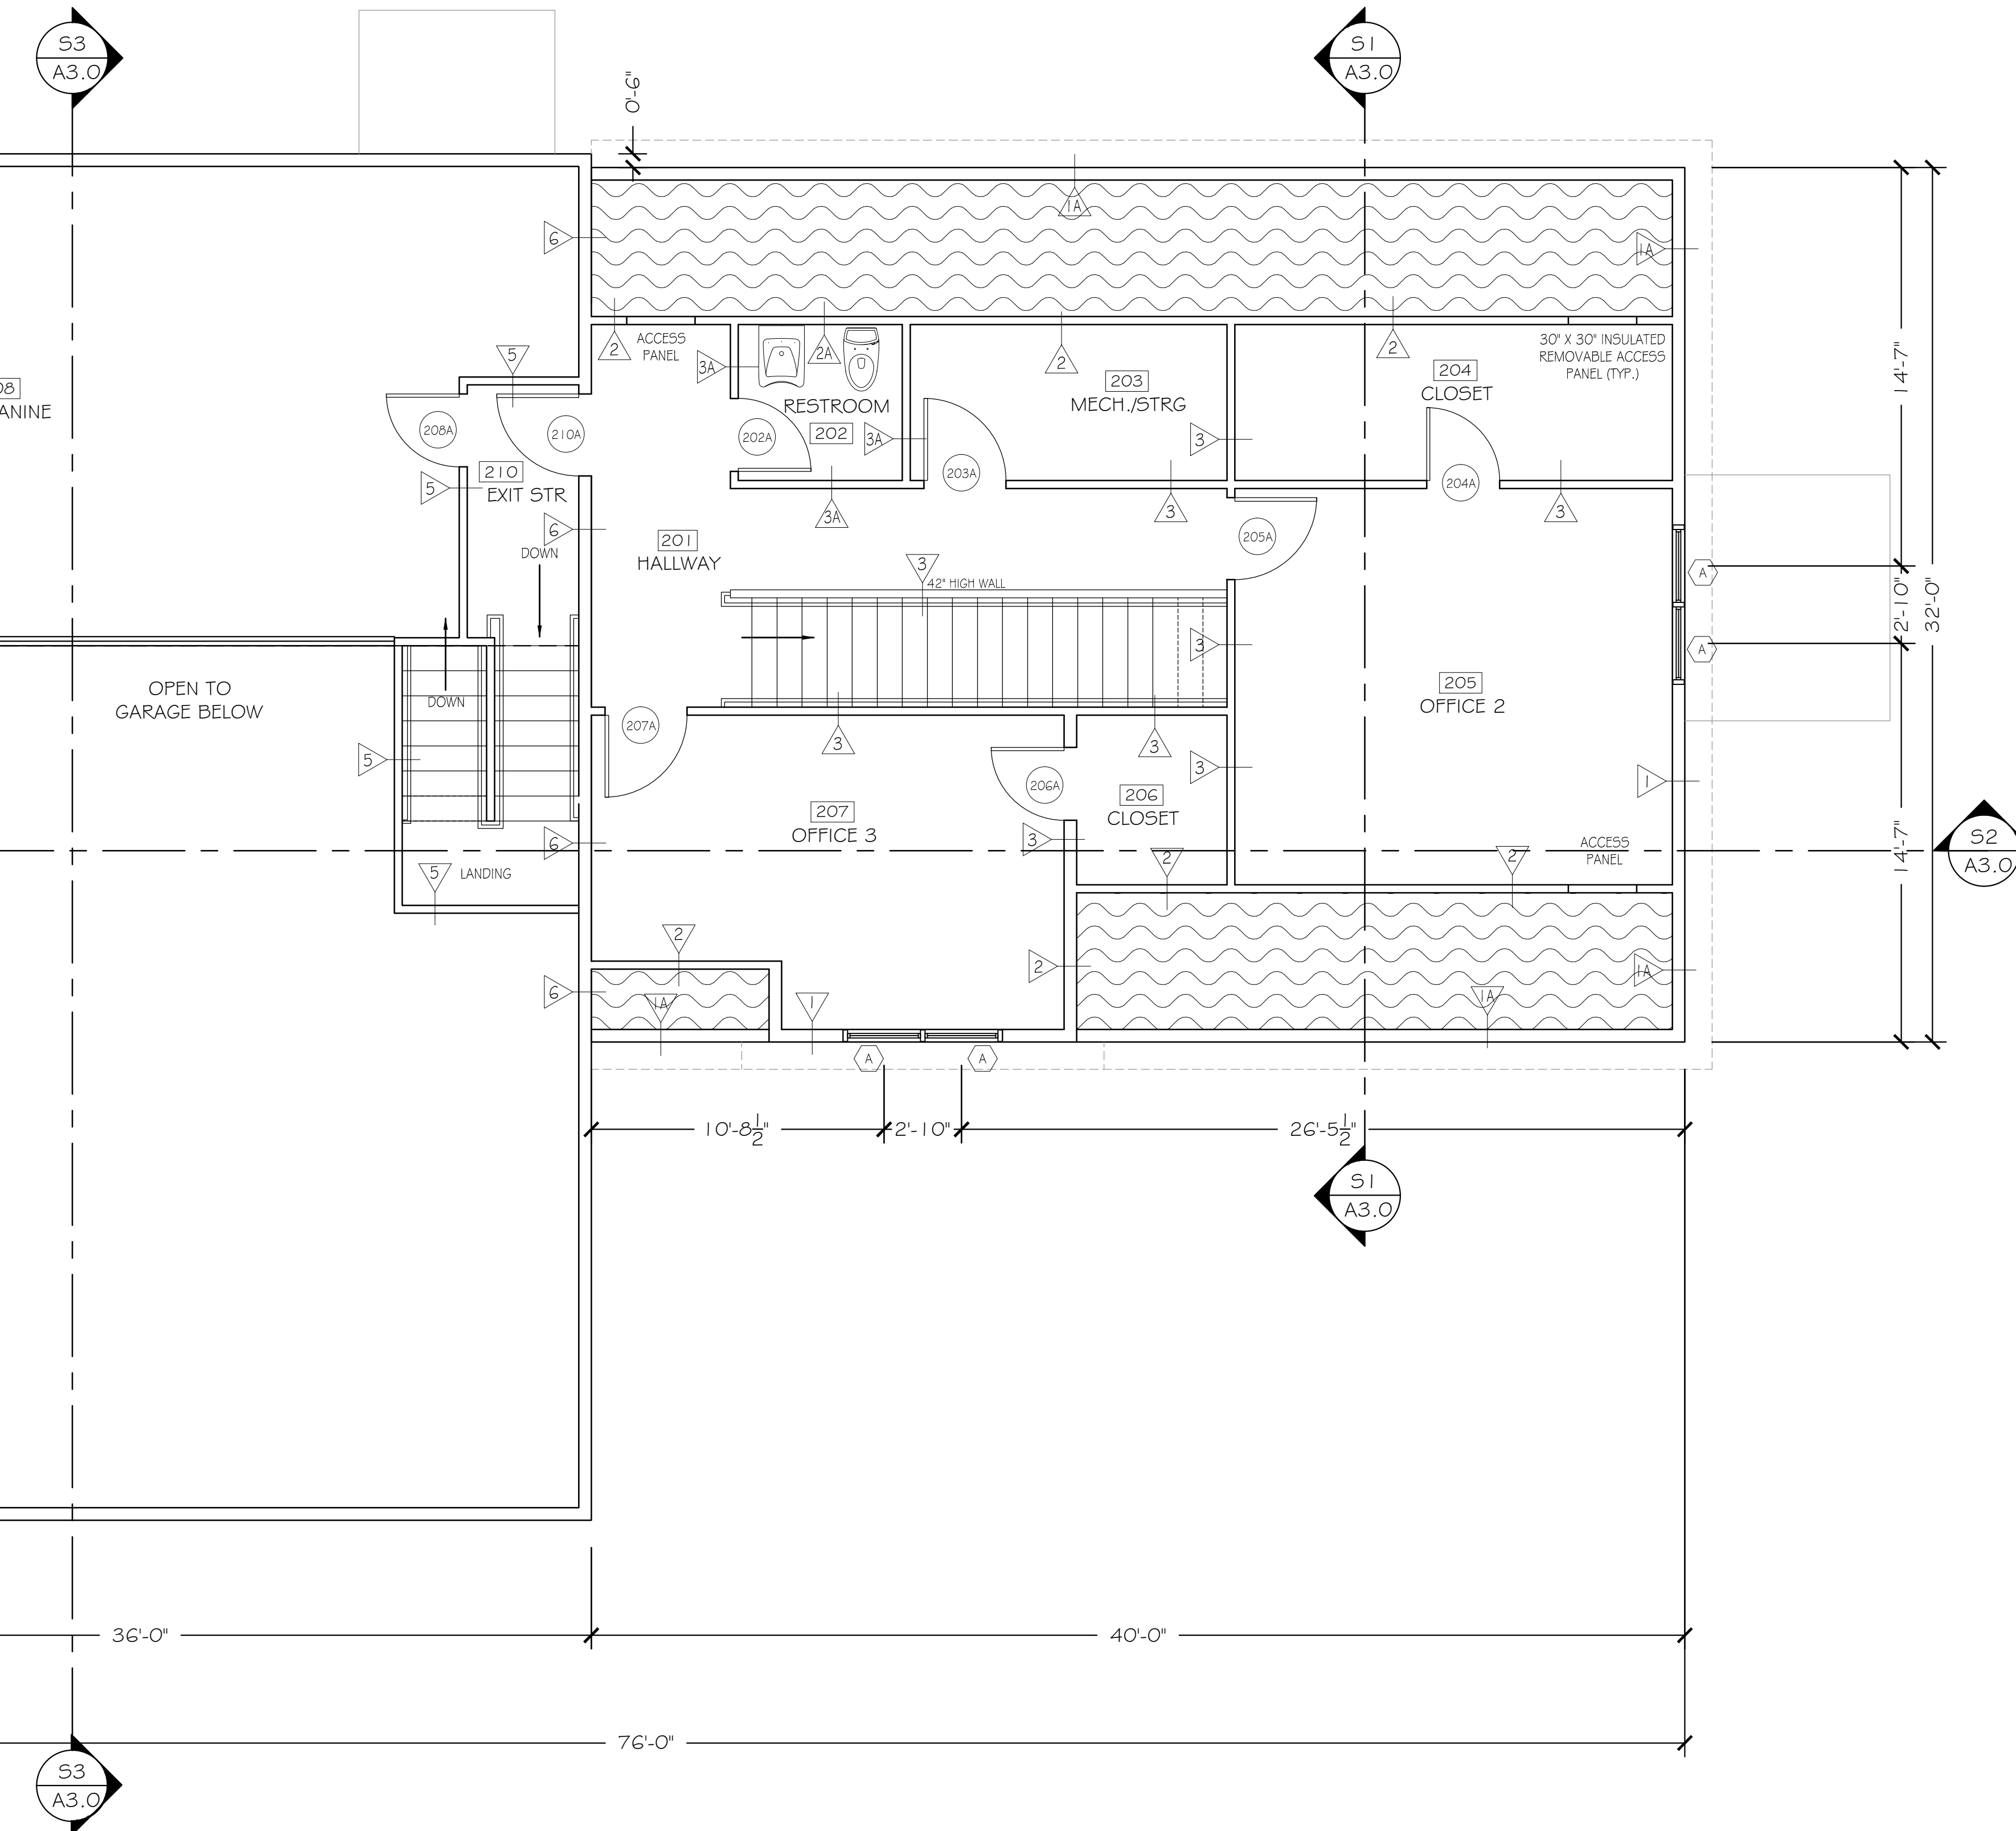 S3
A3.0
S1
A3.0
0'-6"
1A
6
1A
ACCESS
PANEL
2
3A
2A
2
2
30" X 30" INSULATED
REMOVABLE ACCESS
PANEL (TYP.)
14'-7"
5
203
MECH./STRG
204
CLOSET
08
ANINE
208A
210A
202A
RESTROOM
202
3A
3
203A
204A
210
EXIT STR
5
6
3A
3
3
205A
201
HALLWAY
DOWN
3
42" HIGH WALL
A
2'-10"
32'-0"
3
A
OPEN TO
GARAGE BELOW
DOWN
205
OFFICE 2
207A
3
3
5
3
1
206A
207
OFFICE 3
206
CLOSET
6
3
ACCESS
PANEL
14'-7"
S2
A3.0
5
LANDING
2
2
2
2
6
1A
1
1A
1A
A
A
10'-8 1/2"
2'-10"
26'-5 1/2"
S1
A3.0
36'-0"
40'-0"
76'-0"
S3
A3.0